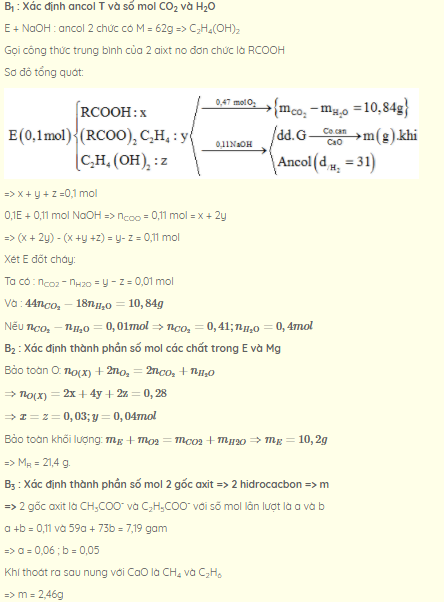 B₁ : Xác định ancol T và số mol CO₂ và H₂O
E + NaOH : ancol 2 chức có M = 62g => C₂H₄(OH)₂
Gọi công thức trung bình của 2 aixt no đơn chức là RCOOH
Sơ đồ tổng quát:
E(0,1mol) { RCOOH : x
(RCOO)₂ C₂H₄ : y
C₂H₄ (OH)₂ : z
0,47 molO₂ → {m_CO₂ − m_H₂O = 10,84g}
0,11NaOH → dd.G Co.can CaO → m(g).khi
Ancol(d/H₂ = 31)
=> x + y + z =0,1 mol
0,1E + 0,11 mol NaOH => n_COO = 0,11 mol = x + 2y
=> (x + 2y) - (x +y +z) = y- z = 0,11 mol
Xét E đốt cháy:
Ta có : n_CO2 – n_H2O = y – z = 0,01 mol
Và : 44n_CO₂ − 18n_H₂O = 10,84g
Nếu n_CO₂ − n_H₂O = 0,01mol ⇒ n_CO₂ = 0,41; n_H₂O = 0,4mol
B₂ : Xác định thành phần số mol các chất trong E và Mg
Bảo toàn O: n_O(X) + 2n_O₂ = 2n_CO₂ + n_H₂O
⇒ n_O(X) = 2x + 4y + 2z = 0,28
⇒ x = z = 0,03; y = 0,04mol
Bảo toàn khối lượng: m_E + m_O2 = m_CO2 + m_H2O ⇒ m_E = 10,2g
=> M_R = 21,4 g.
B₃ : Xác định thành phần số mol 2 gốc axit => 2 hidrocacbon => m
=> 2 gốc axit là CH₃COO⁻ và C₂H₅COO⁻ với số mol lần lượt là a và b
a +b = 0,11 và 59a + 73b = 7,19 gam
=> a = 0,06 ; b = 0,05
Khí thoát ra sau nung với CaO là CH₄ và C₂H₆
=> m = 2,46g